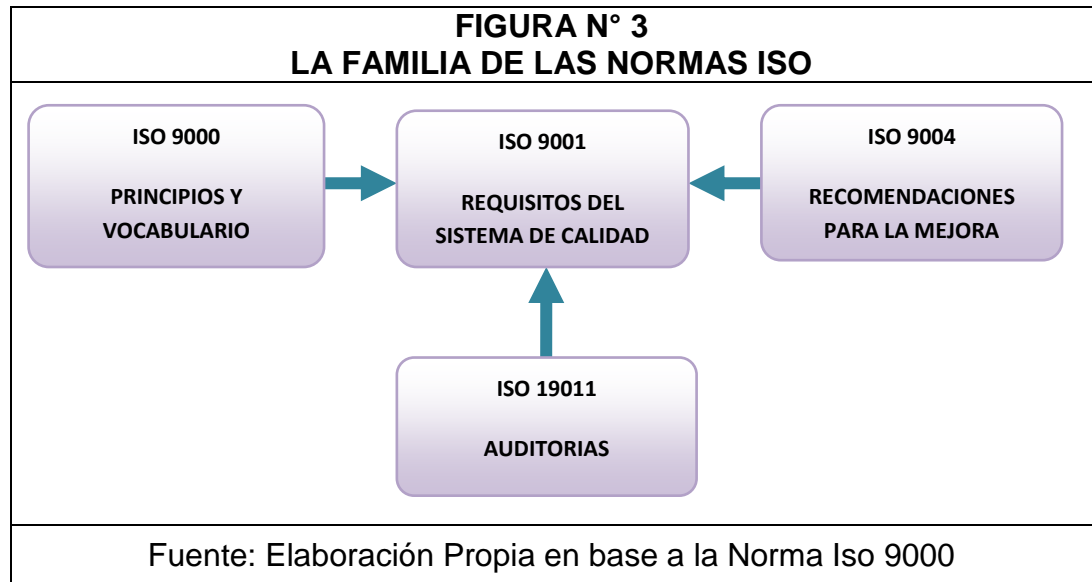 FIGURA N° 3
LA FAMILIA DE LAS NORMAS ISO
ISO 9000
PRINCIPIOS Y
VOCABULARIO
ISO 9001
REQUISITOS DEL
SISTEMA DE CALIDAD
ISO 9004
RECOMENDACIONES
PARA LA MEJORA
ISO 19011
AUDITORIAS
Fuente: Elaboración Propia en base a la Norma Iso 9000